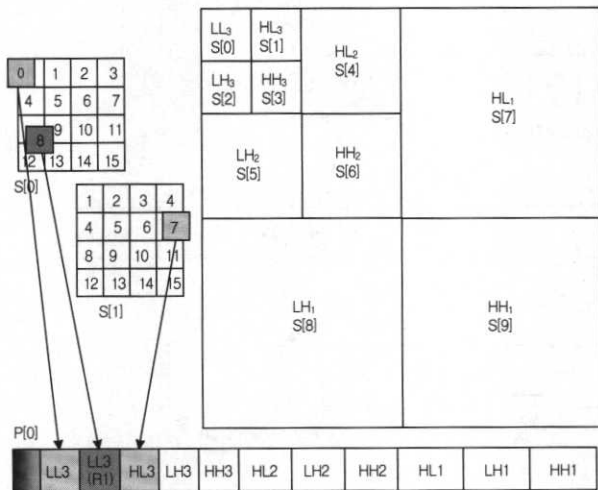 0 1 2 3
4 5 6 7
8 9 10 11
12 13 14 15
S[0]
1 2 3 4
4 5 6 7
8 9 10 11
12 13 14 15
S[1]
LL3 HL3
S[0] S[1]
LH3 HH3
S[2] S[3]
HL2
S[4]
LH2
S[5]
HH2
S[6]
HL1
S[7]
LH1
S[8]
HH1
S[9]
P[0]
LL3 LL3 (R1) HL3 LH3 HH3 HL2 LH2 HH2 HL1 LH1 HH1